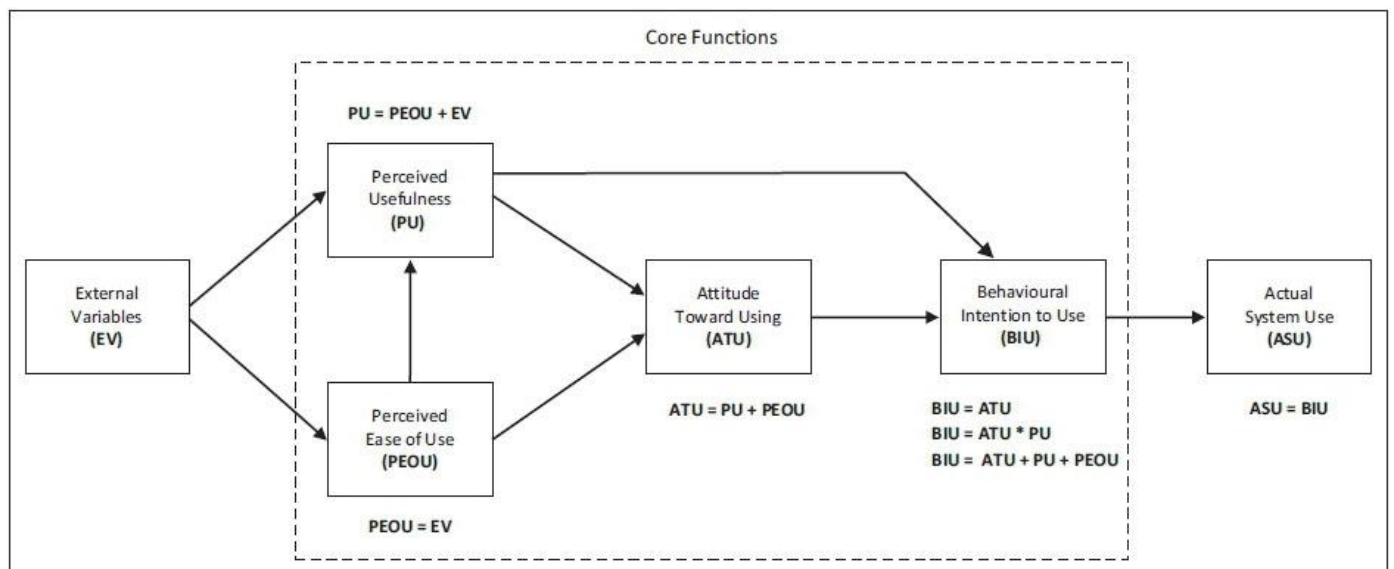 Core Functions
PU = PEOU + EV
Perceived
Usefulness
(PU)
External
Variables
(EV)
Attitude
Toward Using
(ATU)
Behavioural
Intention to Use
(BIU)
Actual
System Use
(ASU)
Perceived
Ease of Use
(PEOU)
ATU = PU + PEOU
BIU = ATU
BIU = ATU * PU
BIU = ATU + PU + PEOU
ASU = BIU
PEOU = EV